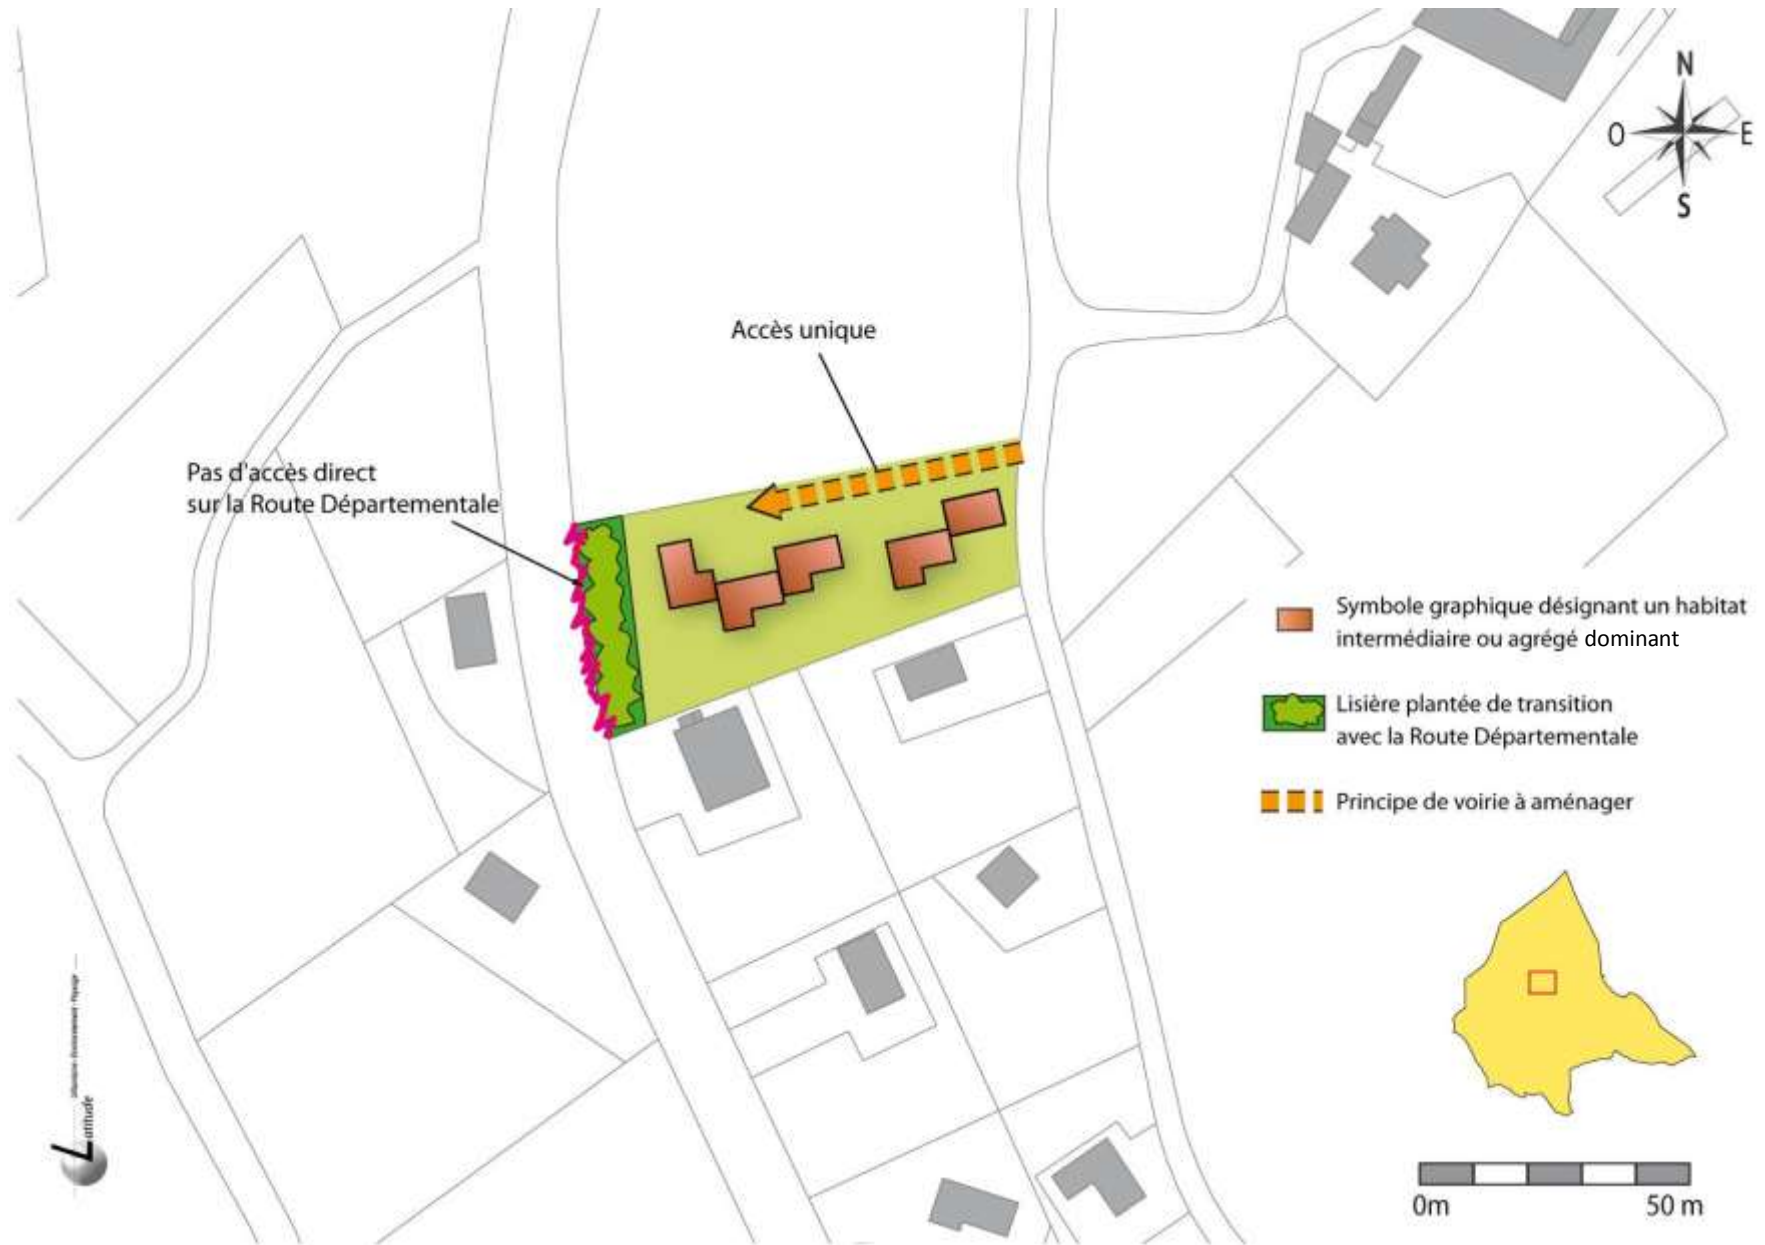 N
O
E
S
Accès unique
Pas d'accès direct
sur la Route Départementale
Symbole graphique désignant un habitat
intermédiaire ou agrégé dominant
Lisière plantée de transition
avec la Route Départementale
Principe de voirie à aménager
Latitude
0m
50 m